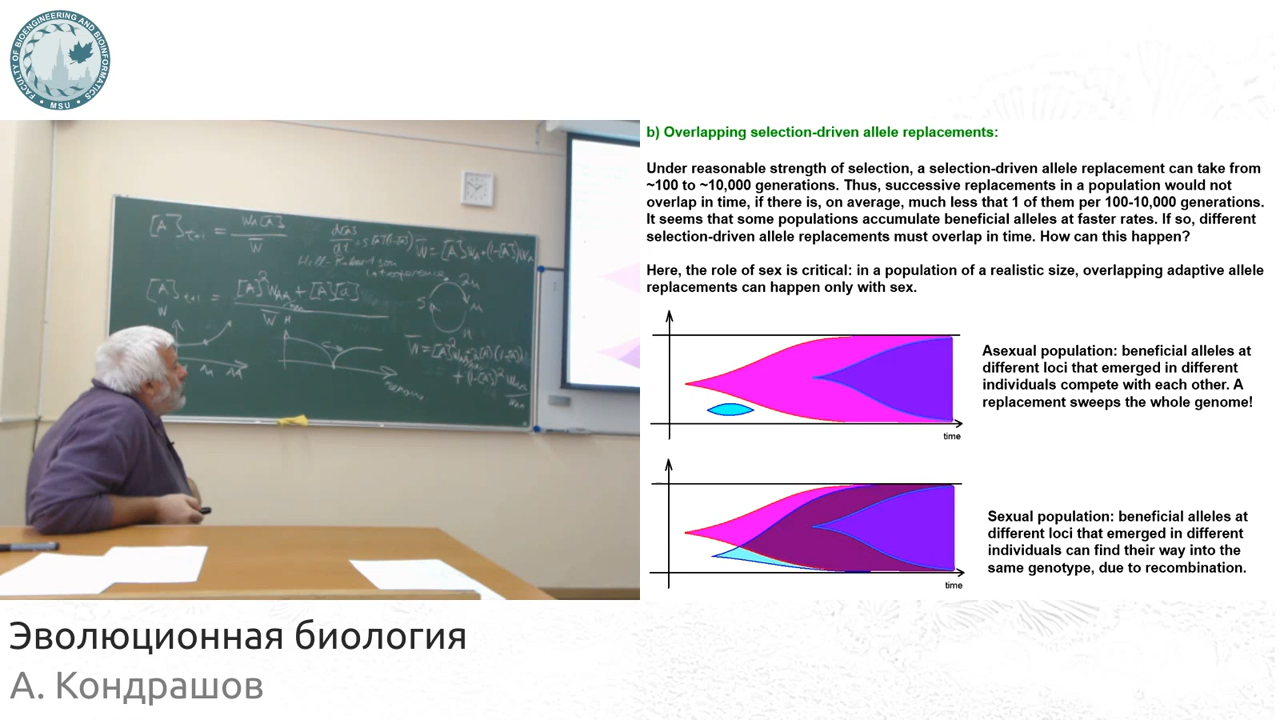 FACULTY OF BIOENGINEERING AND BIOINFORMATICS
• MSU •
[A]t+1 =
Hill-Robertson
Interference
b) Overlapping selection-driven allele replacements:
Under reasonable strength of selection, a selection-driven allele replacement can take from
~100 to ~10,000 generations. Thus, successive replacements in a population would not
overlap in time, if there is, on average, much less that 1 of them per 100-10,000 generations.
It seems that some populations accumulate beneficial alleles at faster rates. If so, different
selection-driven allele replacements must overlap in time. How can this happen?
Here, the role of sex is critical: in a population of a realistic size, overlapping adaptive allele
replacements can happen only with sex.
Asexual population: beneficial alleles at
different loci that emerged in different
individuals compete with each other. A
replacement sweeps the whole genome!
time
Sexual population: beneficial alleles at
different loci that emerged in different
individuals can find their way into the
same genotype, due to recombination.
time
Эволюционная биология
А. Кондрашов